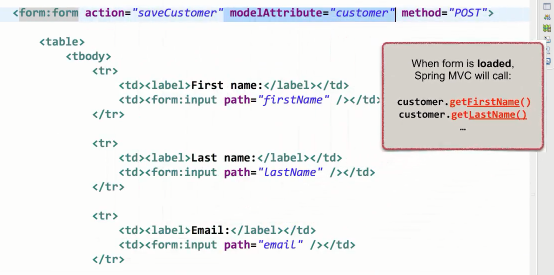 <form:form action="saveCustomer" modelAttribute="customer" method="POST">
<table>
<tbody>
<tr>
<td><label>First name:</label></td>
<td><form:input path="firstName" /></td>
</tr>
<tr>
<td><label>Last name:</label></td>
<td><form:input path="lastName" /></td>
</tr>
<tr>
<td><label>Email:</label></td>
<td><form:input path="email" /></td>
</tr>
When form is loaded,
Spring MVC will call:
customer.getFirstName()
customer.getLastName()
…